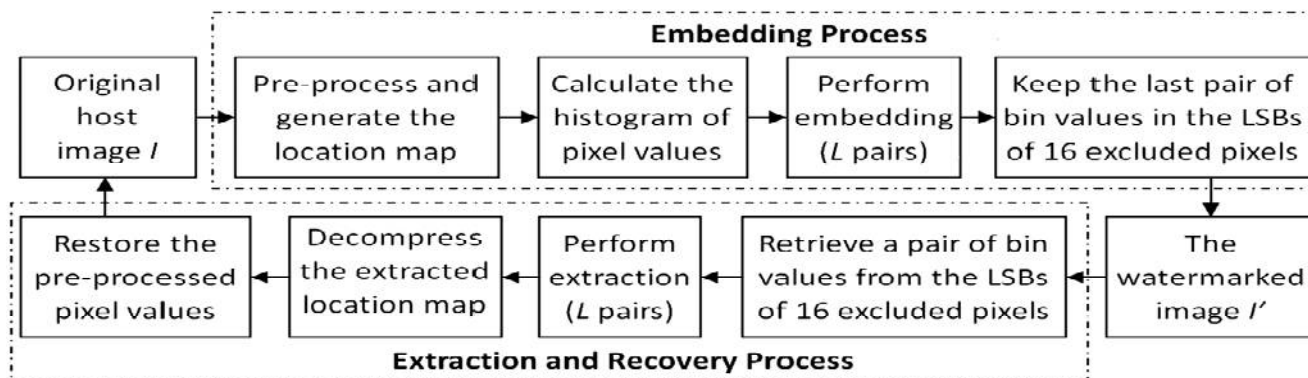 Embedding Process
Original
host
image I
Pre-process and
generate the
location map
Calculate the
histogram of
pixel values
Perform
embedding
(L pairs)
Keep the last pair of
bin values in the LSBs
of 16 excluded pixels
Restore the
pre-processed
pixel values
Decompress
the extracted
location map
Perform
extraction
(L pairs)
Retrieve a pair of bin
values from the LSBs
of 16 excluded pixels
The
watermarked
image I’
Extraction and Recovery Process